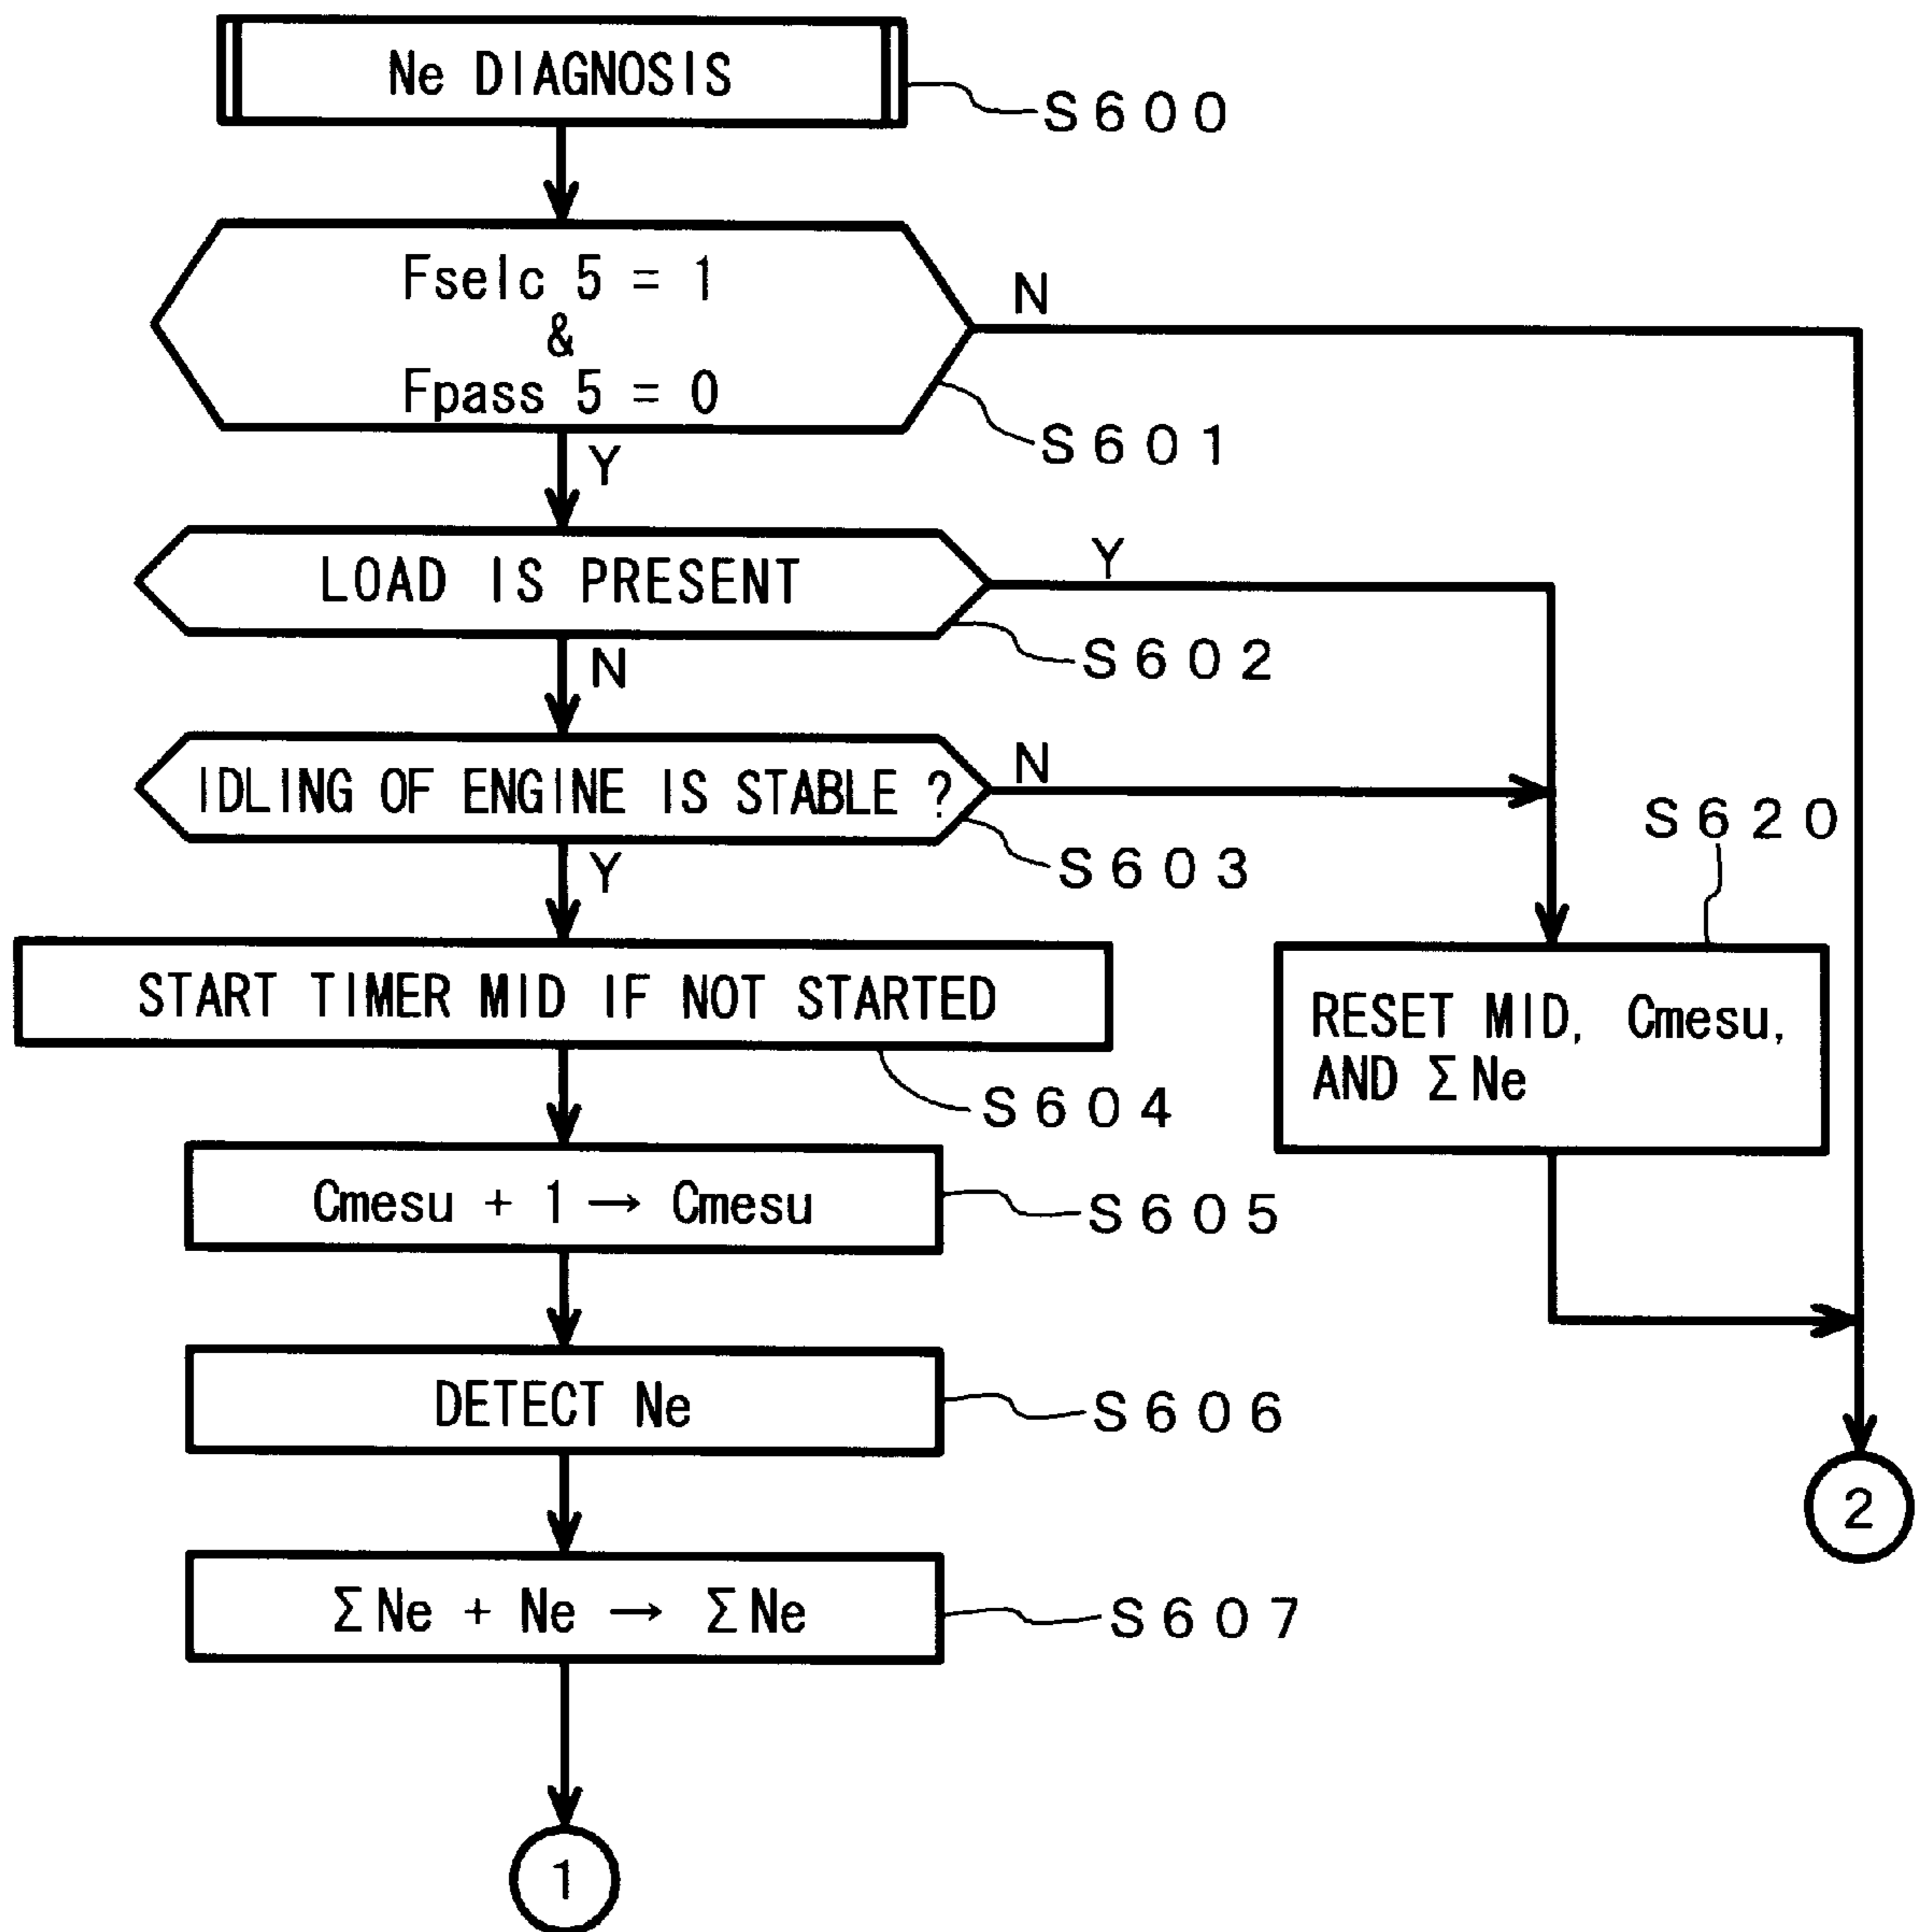 Ne DIAGNOSIS
S600
Fselc 5 = 1
&
Fpass 5 = 0
N
S601
Y
LOAD IS PRESENT
Y
S602
N
IDLING OF ENGINE IS STABLE ?
N
S603
Y
S620
START TIMER MID IF NOT STARTED
S604
RESET MID, Cmesu,
AND ΣNe
Cmesu + 1 → Cmesu
S605
DETECT Ne
S606
2
ΣNe + Ne → ΣNe
S607
1